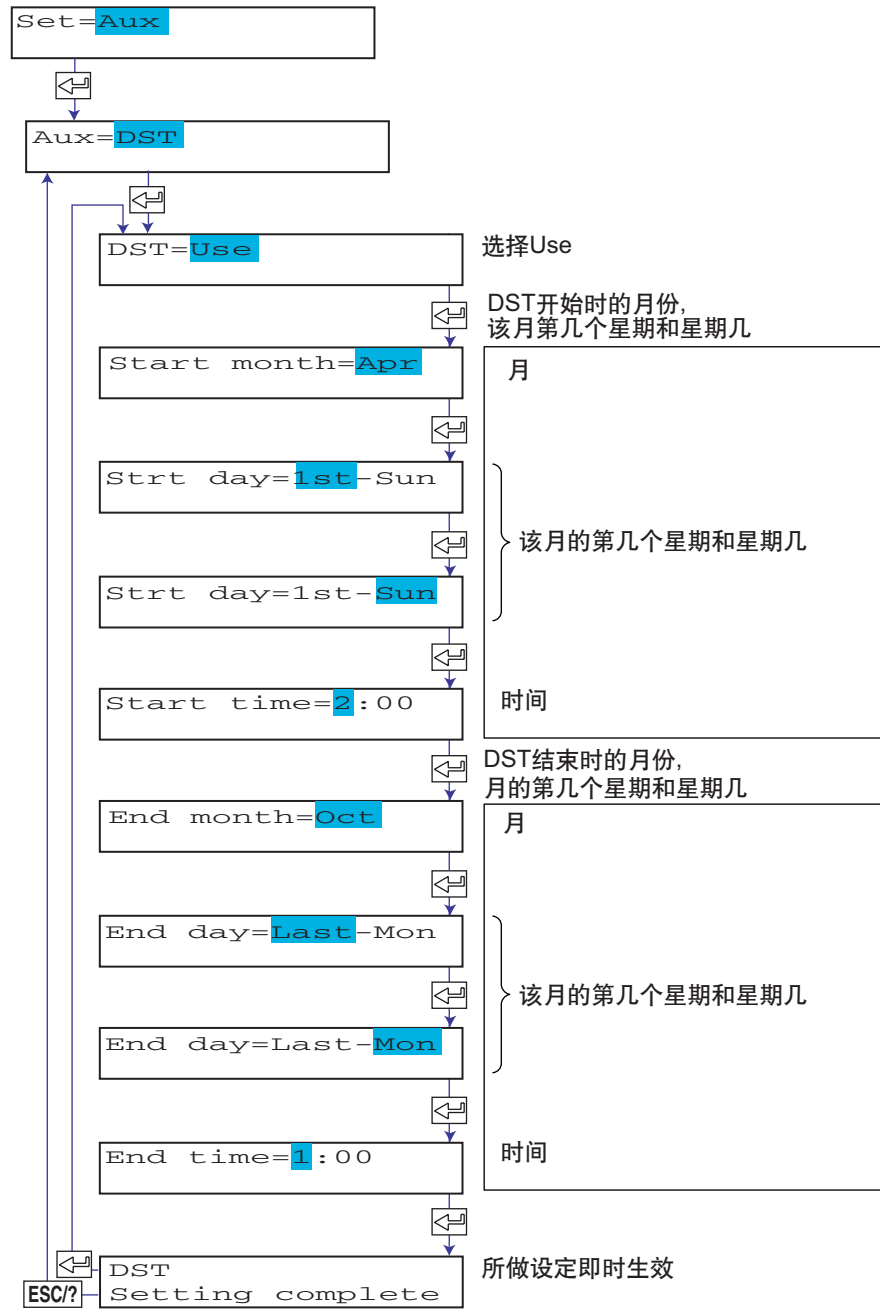 Set=Aux
Aux=DST
DST=Use
选择Use
DST开始时的月份,
该月第几个星期和星期几
Start month=Apr
月
Strt day=1st-Sun
该月的第几个星期和星期几
Strt day=1st-Sun
Start time=2:00
时间
DST结束时的月份,
月的第几个星期和星期几
End month=Oct
月
End day=Last-Mon
该月的第几个星期和星期几
End day=Last-Mon
End time=1:00
时间
DST
Setting complete
所做设定即时生效
ESC/?